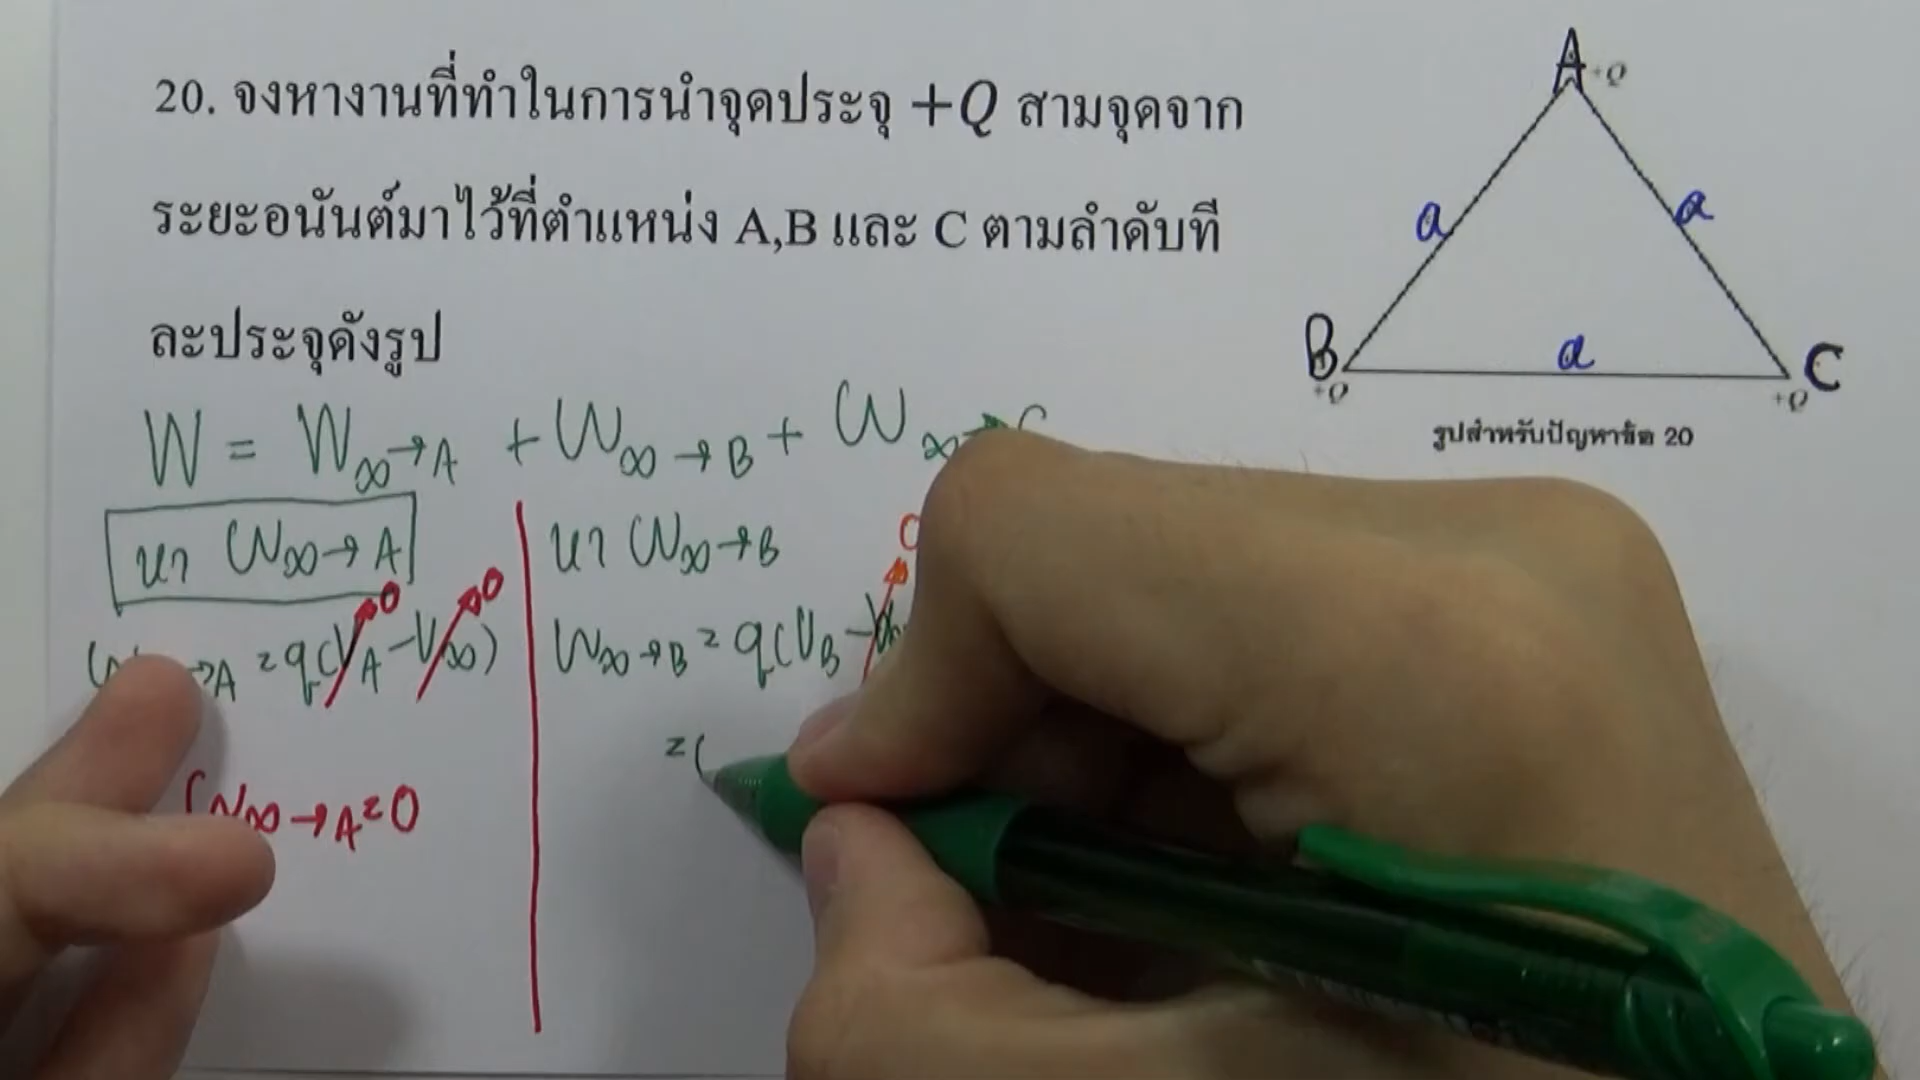 20. จงหางานที่ทำในการนำจุดประจุ +Q สามจุดจาก
ระยะอนันต์มาไว้ที่ตำแหน่ง A,B และ C ตามลำดับที
ละประจุดังรูป
A +Q
a a
B a C
+Q +Q
รูปสำหรับปัญหาข้อ 20
W = W∞→A + W∞→B + W∞→C
หา W∞→A
หา W∞→B
0 0
→A = q(VA - V∞)
W∞→B = q(VB -
=
W∞→A = 0